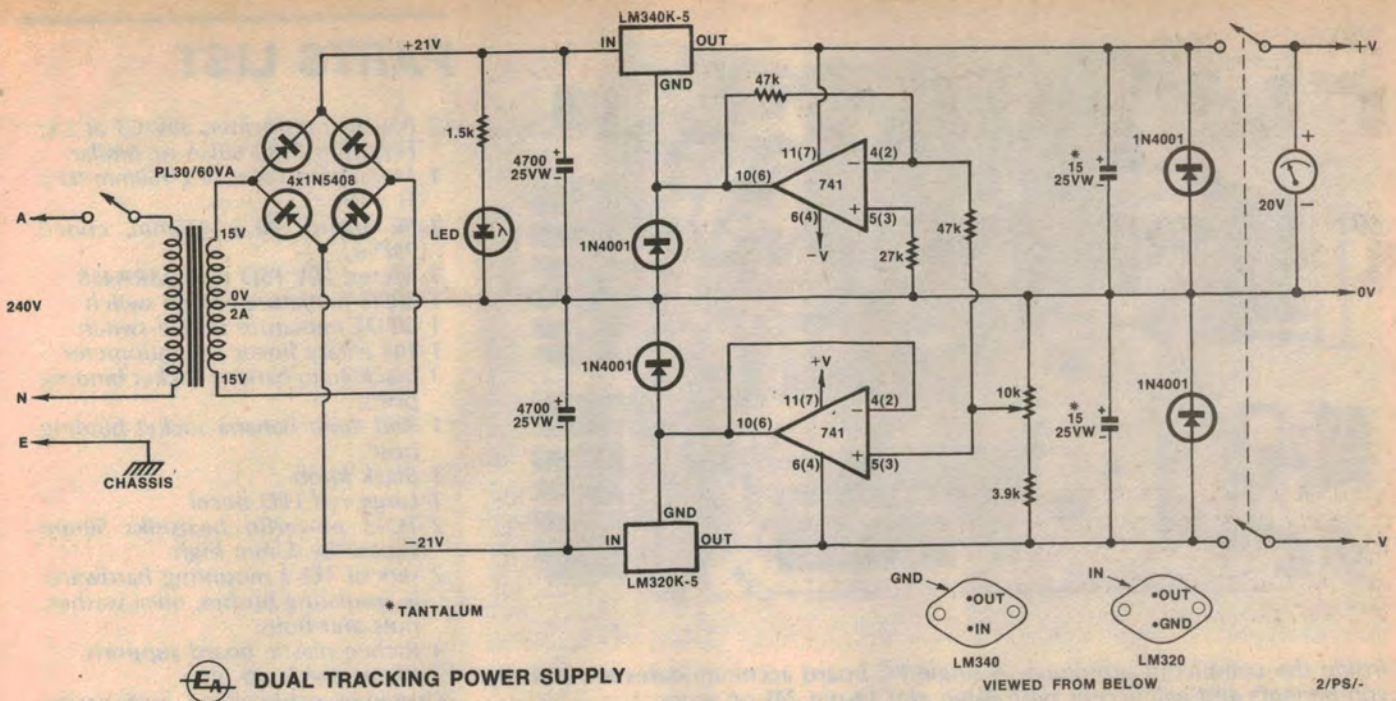 LM340K-5
+21V
IN
OUT
GND
47k
1.5k
4700
25VW
+
-
11(7)
4(2)
10(6)
741
6(4)
5(3)
-V
27k
47k
+
*
15
25VW
-
1N4001
+V
+
20V
-
PL30/60VA
4x1N5408
A
15V
0V
2A
15V
240V
N
E
CHASSIS
LED
λ
1N4001
0V
1N4001
+V
11(7)
4(2)
10(6)
741
6(4)
5(3)
4700
25VW
+
-
10k
3.9k
+
*
15
25VW
-
1N4001
GND
-21V
IN
OUT
LM320K-5
-V
*TANTALUM
GND
OUT
IN
LM340
IN
OUT
GND
LM320
EA DUAL TRACKING POWER SUPPLY
VIEWED FROM BELOW
2/PS/-
PARTS LIST